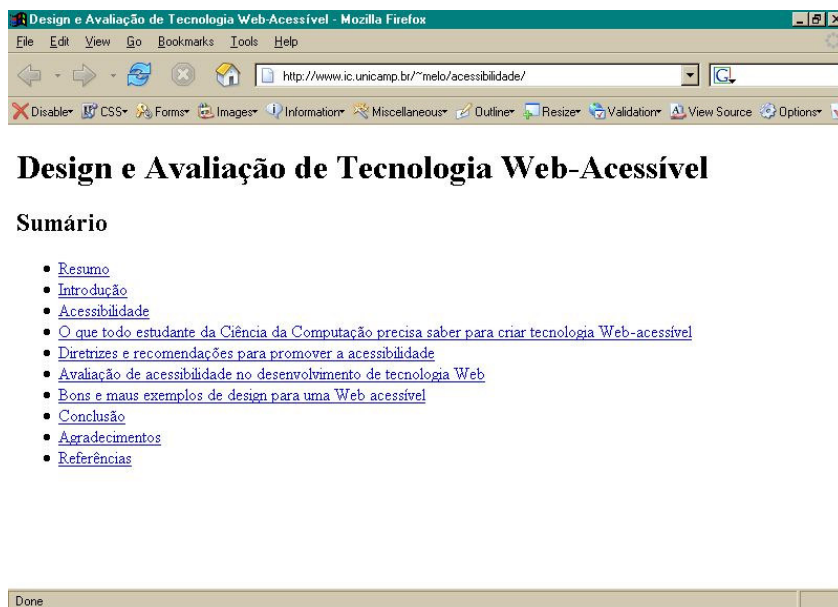 Design e Avaliação de Tecnologia Web-Acessível - Mozilla Firefox
File Edit View Go Bookmarks Tools Help
http://www.ic.unicamp.br/~melo/acessibilidade/ G
Disable CSS Forms Images Information Miscellaneous Outline Resize Validation View Source Options
Design e Avaliação de Tecnologia Web-Acessível
Sumário
Resumo
Introdução
Acessibilidade
O que todo estudante da Ciência da Computação precisa saber para criar tecnologia Web-acessível
Diretrizes e recomendações para promover a acessibilidade
Avaliação de acessibilidade no desenvolvimento de tecnologia Web
Bons e maus exemplos de design para uma Web acessível
Conclusão
Agradecimentos
Referências
Done